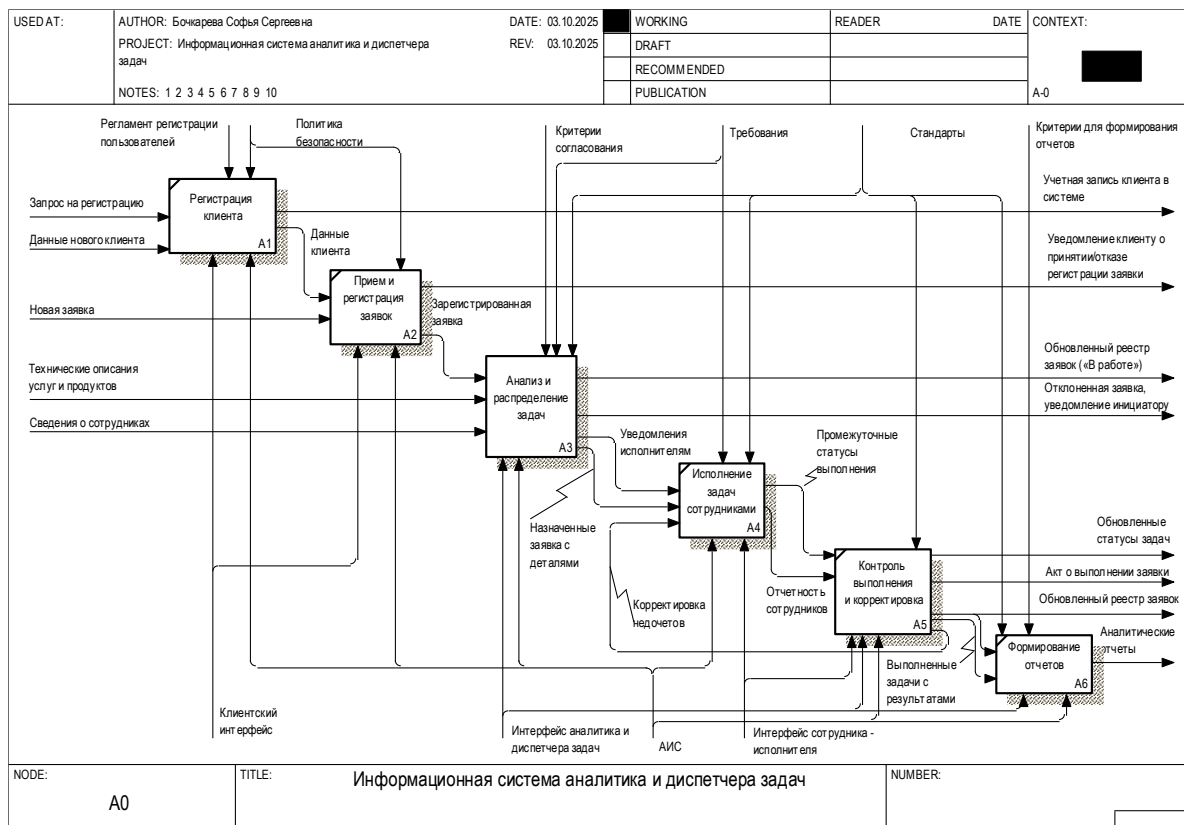 USED AT:
AUTHOR: Бочкарева Софья Сергеевна
DATE: 03.10.2025
PROJECT: Информационная система аналитика и диспетчера
задач
REV: 03.10.2025
NOTES: 1 2 3 4 5 6 7 8 9 10
WORKING
DRAFT
RECOMMENDED
PUBLICATION
READER
DATE
CONTEXT:
A-0
Регламент регистрации
пользователей
Политика
безопасности
Критерии
согласования
Требования
Стандарты
Критерии для формирования
отчетов
Запрос на регистрацию
Данные нового клиента
Регистрация
клиента
A1
Учетная запись клиента в
системе
Данные
клиента
Уведомление клиенту о
принятии/отказе
регистрации заявки
Новая заявка
Прием и
регистрация
заявок
A2
Зарегистрированная
заявка
Технические описания
услуг и продуктов
Сведения о сотрудниках
Анализ и
распределение
задач
A3
Обновленный реестр
заявок («В работе»)
Отклоненная заявка,
уведомление инициатору
Уведомления
исполнителям
Промежуточные
статусы
выполнения
Исполнение
задач
сотрудниками
A4
Назначенные
заявка с
деталями
Обновленные
статусы задач
Контроль
выполнения
и корректировка
A5
Акт о выполнении заявки
Отчетность
сотрудников
Корректировка
недочетов
Обновленный реестр заявок
Аналитические
отчеты
Формирование
отчетов
A6
Выполненные
задачи с
результатами
Клиентский
интерфейс
Интерфейс аналитика и
диспетчера задач
АИС
Интерфейс сотрудника -
исполнителя
NODE:
A0
TITLE:
Информационная система аналитика и диспетчера задач
NUMBER: